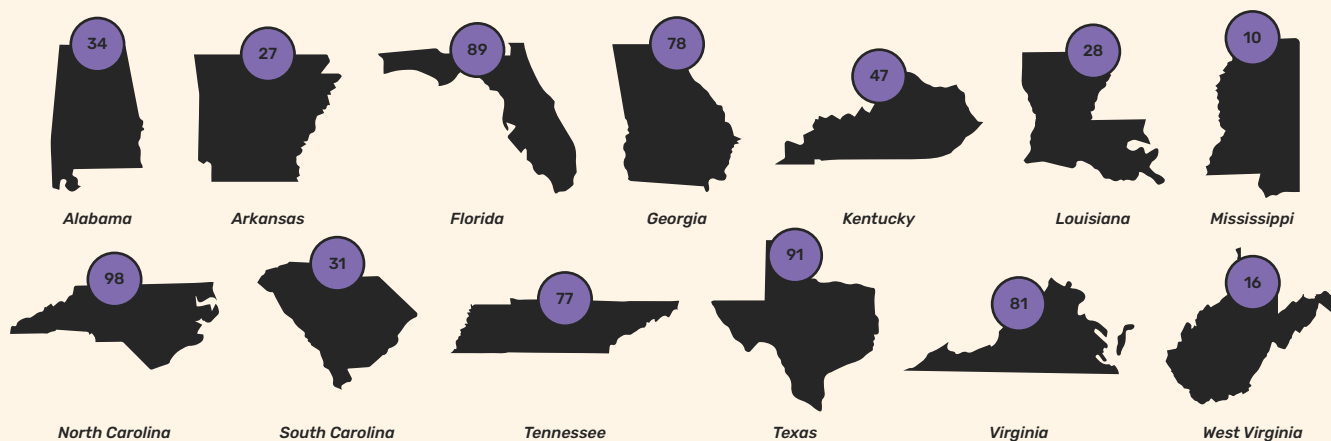 34 27 89 78 47 28 10
Alabama Arkansas Florida Georgia Kentucky Louisiana Mississippi
98 31 77 91 81 16
North Carolina South Carolina Tennessee Texas Virginia West Virginia